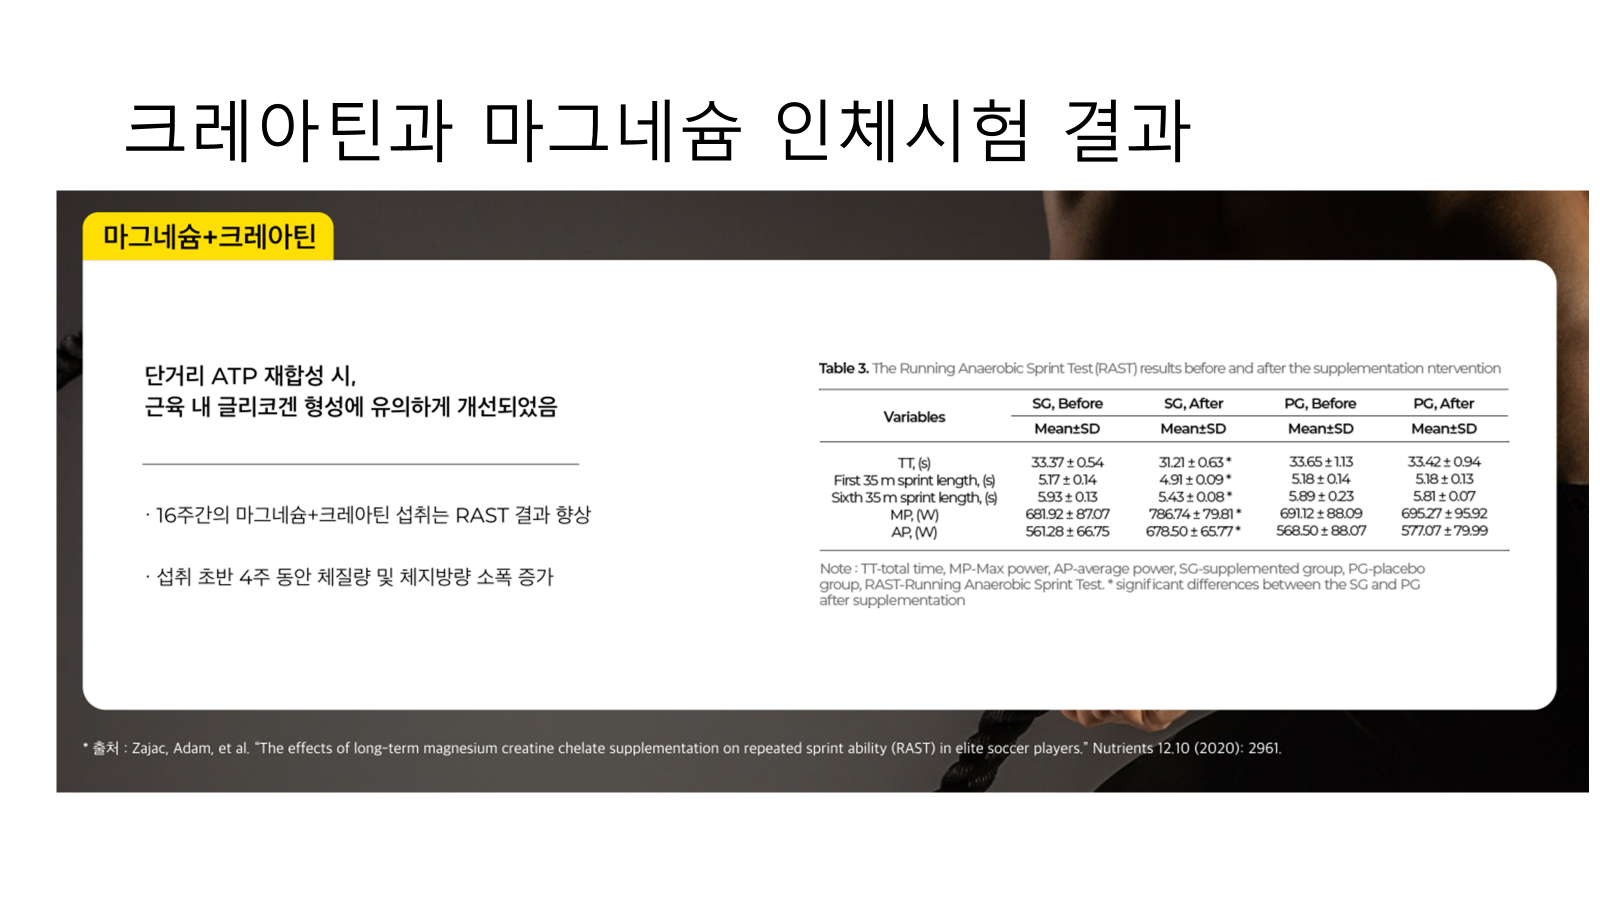 크레아틴과 마그네슘 인체시험 결과
마그네슘+크레아틴
단거리 ATP 재합성 시,
근육 내 글리코겐 형성에 유의하게 개선되었음
· 16주간의 마그네슘+크레아틴 섭취는 RAST 결과 향상
· 섭취 초반 4주 동안 체질량 및 체지방량 소폭 증가
Table 3. The Running Anaerobic Sprint Test (RAST) results before and after the supplementation ntervention
Variables SG, Before SG, After PG, Before PG, After
Mean±SD Mean±SD Mean±SD Mean±SD
TT, (s) 33.37 ± 0.54 31.21 ± 0.63 * 33.65 ± 1.13 33.42 ± 0.94
First 35 m sprint length, (s) 5.17 ± 0.14 4.91 ± 0.09 * 5.18 ± 0.14 5.18 ± 0.13
Sixth 35 m sprint length, (s) 5.93 ± 0.13 5.43 ± 0.08 * 5.89 ± 0.23 5.81 ± 0.07
MP, (W) 681.92 ± 87.07 786.74 ± 79.81 * 691.12 ± 88.09 695.27 ± 95.92
AP, (W) 561.28 ± 66.75 678.50 ± 65.77 * 568.50 ± 88.07 577.07 ± 79.99
Note : TT-total time, MP-Max power, AP-average power, SG-supplemented group, PG-placebo
group, RAST-Running Anaerobic Sprint Test. * significant differences between the SG and PG
after supplementation
* 출처 : Zajac, Adam, et al. "The effects of long-term magnesium creatine chelate supplementation on repeated sprint ability (RAST) in elite soccer players." Nutrients 12.10 (2020): 2961.